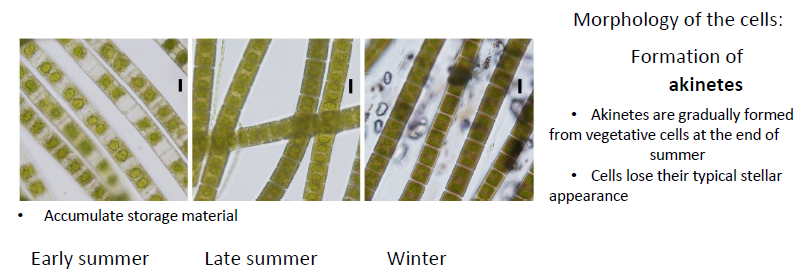 Morphology of the cells:
Formation of
akinetes
• Akinetes are gradually formed
from vegetative cells at the end of
summer
• Cells lose their typical stellar
appearance
• Accumulate storage material
Early summer
Late summer
Winter